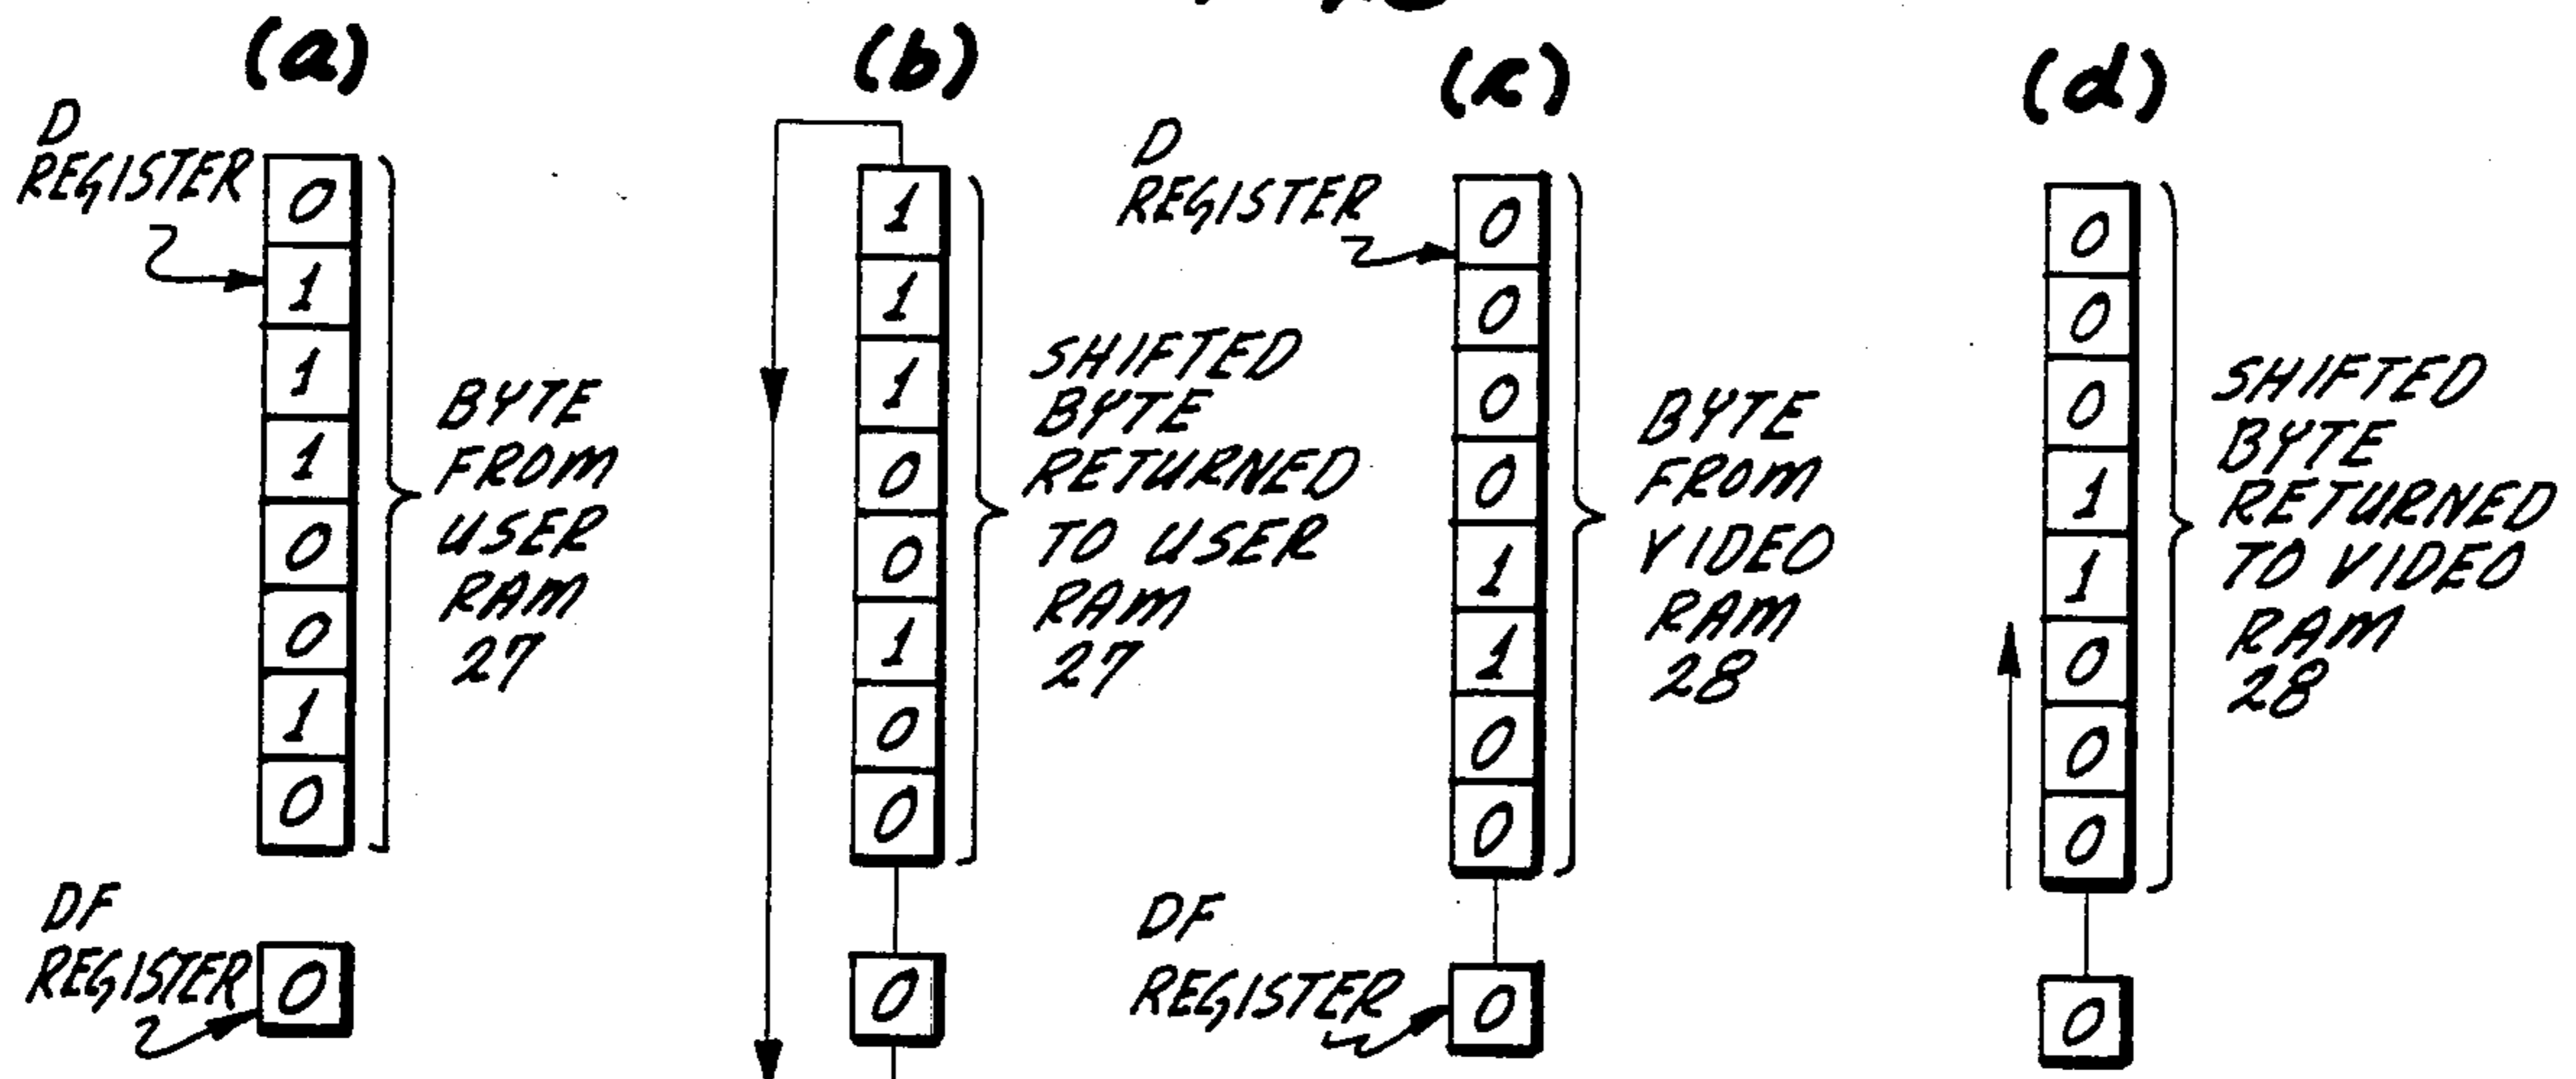 (a)
D
REGISTER
0
1
1
1
0
0
1
0
BYTE
FROM
USER
RAM
27
DF
REGISTER
0
(b)
1
1
1
0
0
1
0
0
SHIFTED
BYTE
RETURNED
TO USER
RAM
27
0
(c)
D
REGISTER
0
0
0
0
1
1
0
0
BYTE
FROM
VIDEO
RAM
28
DF
REGISTER
0
(d)
0
0
0
1
1
0
0
0
SHIFTED
BYTE
RETURNED
TO VIDEO
RAM
28
0